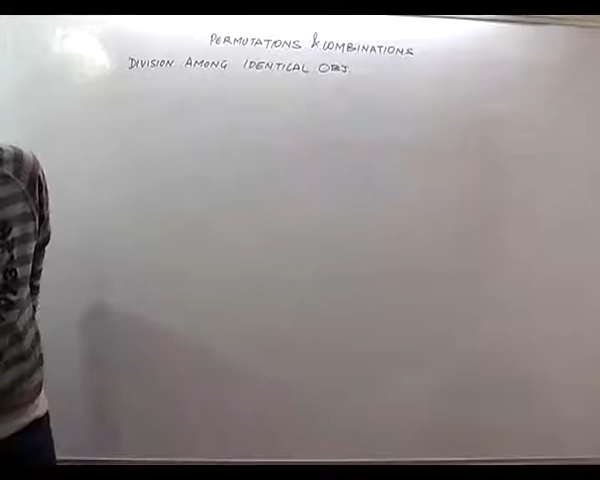 PERMUTATIONS & COMBINATIONS
DIVISION AMONG IDENTICAL OBJ.